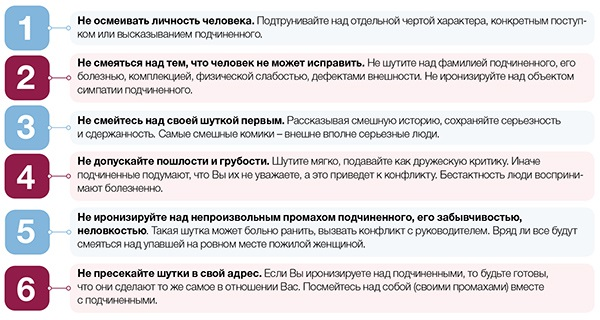 1
Не осмеивать личность человека. Подтрунивайте над отдельной чертой характера, конкретным поступ-
ком или высказыванием подчиненного.
2
Не смеяться над тем, что человек не может исправить. Не шутите над фамилией подчиненного, его
болезнью, комплекцией, физической слабостью, дефектами внешности. Не иронизируйте над объектом
симпатии подчиненного.
3
Не смейтесь над своей шуткой первым. Рассказывая смешную историю, сохраняйте серьезность
и сдержанность. Самые смешные комики – внешне вполне серьезные люди.
4
Не допускайте пошлости и грубости. Шутите мягко, подавайте как дружескую критику. Иначе
подчиненные подумают, что Вы их не уважаете, а это приведет к конфликту. Бестактность люди восприни-
мают болезненно.
5
Не иронизируйте над непроизвольным промахом подчиненного, его забывчивостью,
неловкостью. Такая шутка может больно ранить, вызвать конфликт с руководителем. Вряд ли все будут
смеяться над упавшей на ровном месте пожилой женщиной.
6
Не пресекайте шутки в свой адрес. Если Вы иронизируете над подчиненными, то будьте готовы,
что они сделают то же самое в отношении Вас. Посмейтесь над собой (своими промахами) вместе
с подчиненными.